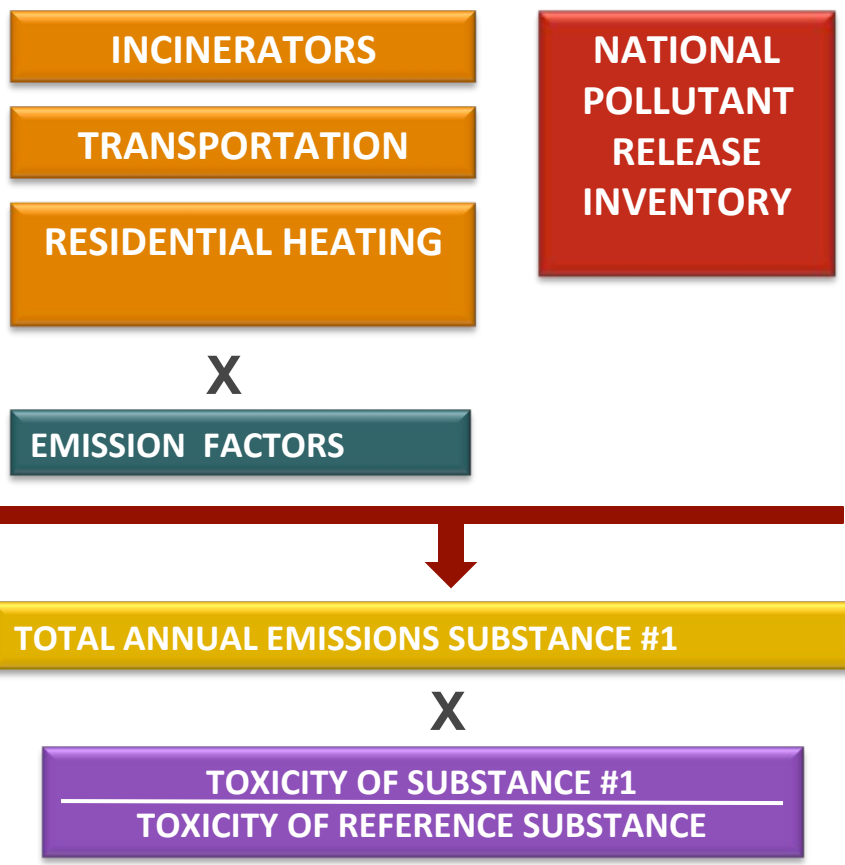 INCINERATORS
TRANSPORTATION
RESIDENTIAL HEATING
NATIONAL
POLLUTANT
RELEASE
INVENTORY
X
EMISSION FACTORS
TOTAL ANNUAL EMISSIONS SUBSTANCE #1
X
TOXICITY OF SUBSTANCE #1
TOXICITY OF REFERENCE SUBSTANCE